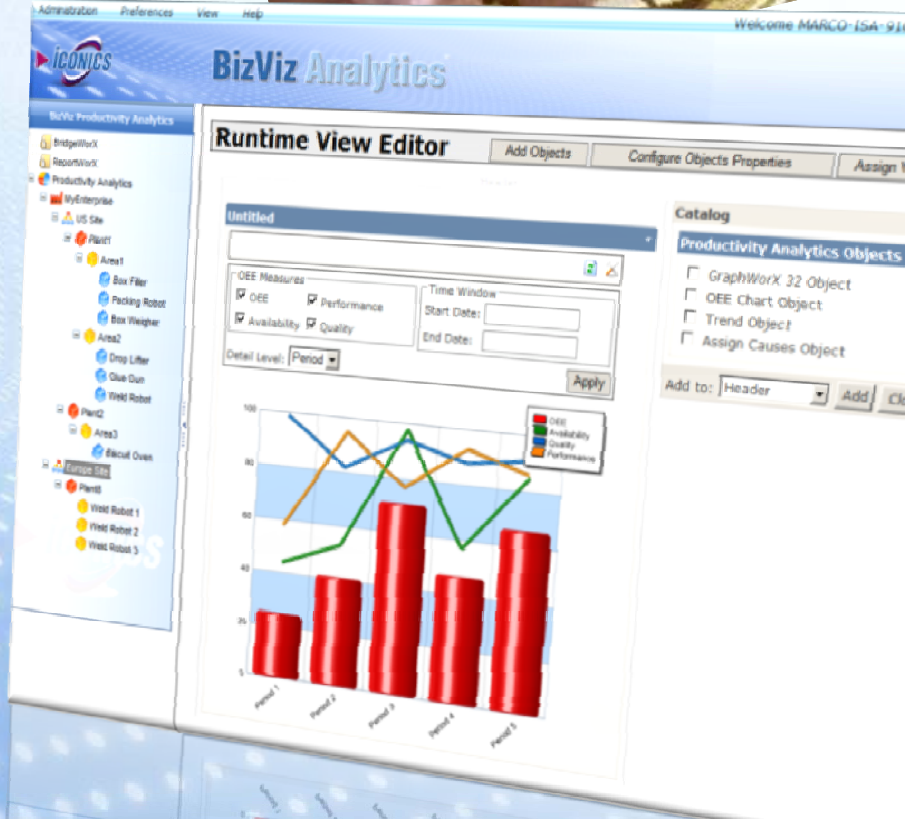 Administration Preferences View Help
Welcome MARCO-ISA-910
ICONICS
BizViz Analytics
BizViz Productivity Analytics
BridgeWorX
ReportWorX
Productivity Analytics
MyEnterprise
US Site
Plant1
Area1
Box Filler
Packing Robot
Box Weigher
Area2
Drop Lifter
Glue Gun
Weld Robot
Plant2
Area3
Biscuit Oven
Europe Site
Weld Robot 1
Weld Robot 2
Weld Robot 3
Runtime View Editor
Add Objects
Configure Objects Properties
Assign
Untitled
OEE Measures
OEE
Performance
Availability
Quality
Time Window
Start Date:
End Date:
Detail Level: Period
Apply
100
80
60
40
20
OEE
Availability
Quality
Performance
Period 1
Period 2
Period 3
Period 4
Period 5
Catalog
Productivity Analytics Objects
GraphWorX 32 Object
OEE Chart Object
Trend Object
Assign Causes Object
Add to: Header Add